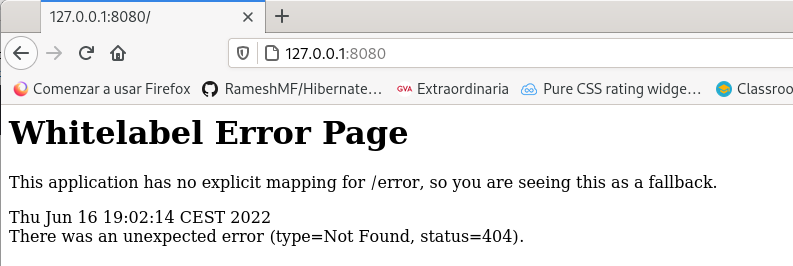 127.0.0.1:8080/
127.0.0.1:8080
Comenzar a usar Firefox RameshMF/Hibernate… GVA Extraordinaria Pure CSS rating widge… Classroo
Whitelabel Error Page
This application has no explicit mapping for /error, so you are seeing this as a fallback.
Thu Jun 16 19:02:14 CEST 2022
There was an unexpected error (type=Not Found, status=404).